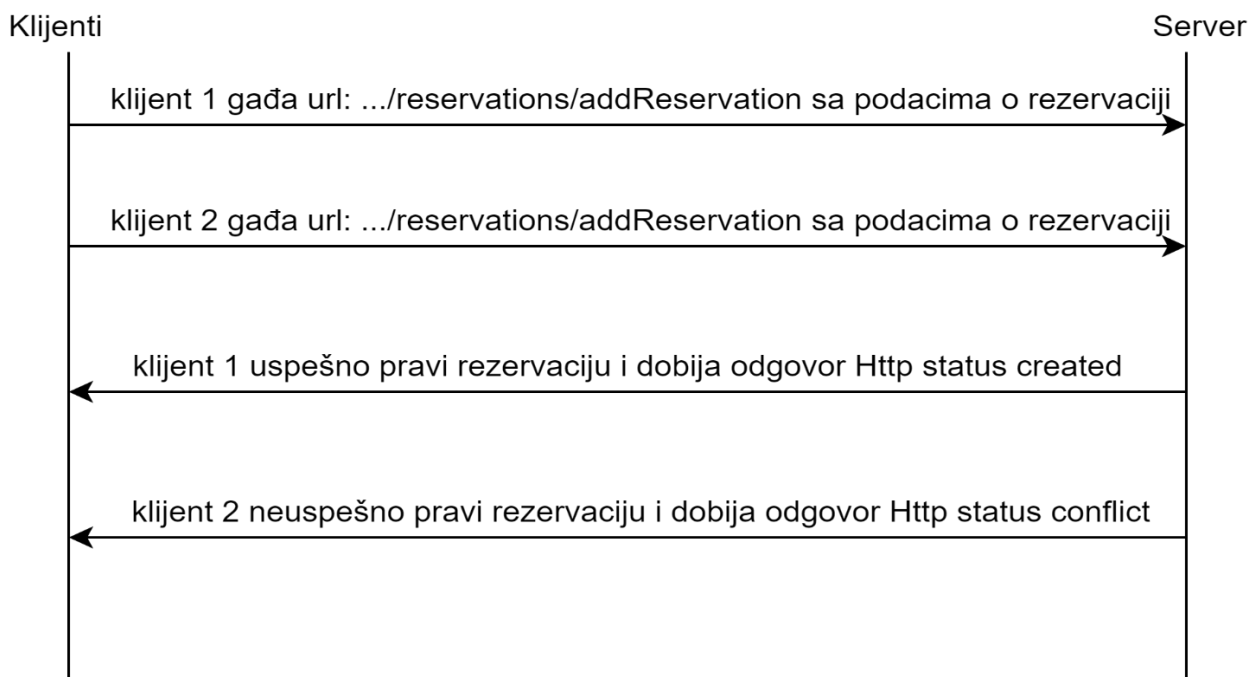 Klijenti
Server
klijent 1 gađa url: .../reservations/addReservation sa podacima o rezervaciji
klijent 2 gađa url: .../reservations/addReservation sa podacima o rezervaciji
klijent 1 uspešno pravi rezervaciju i dobija odgovor Http status created
klijent 2 neuspešno pravi rezervaciju i dobija odgovor Http status conflict